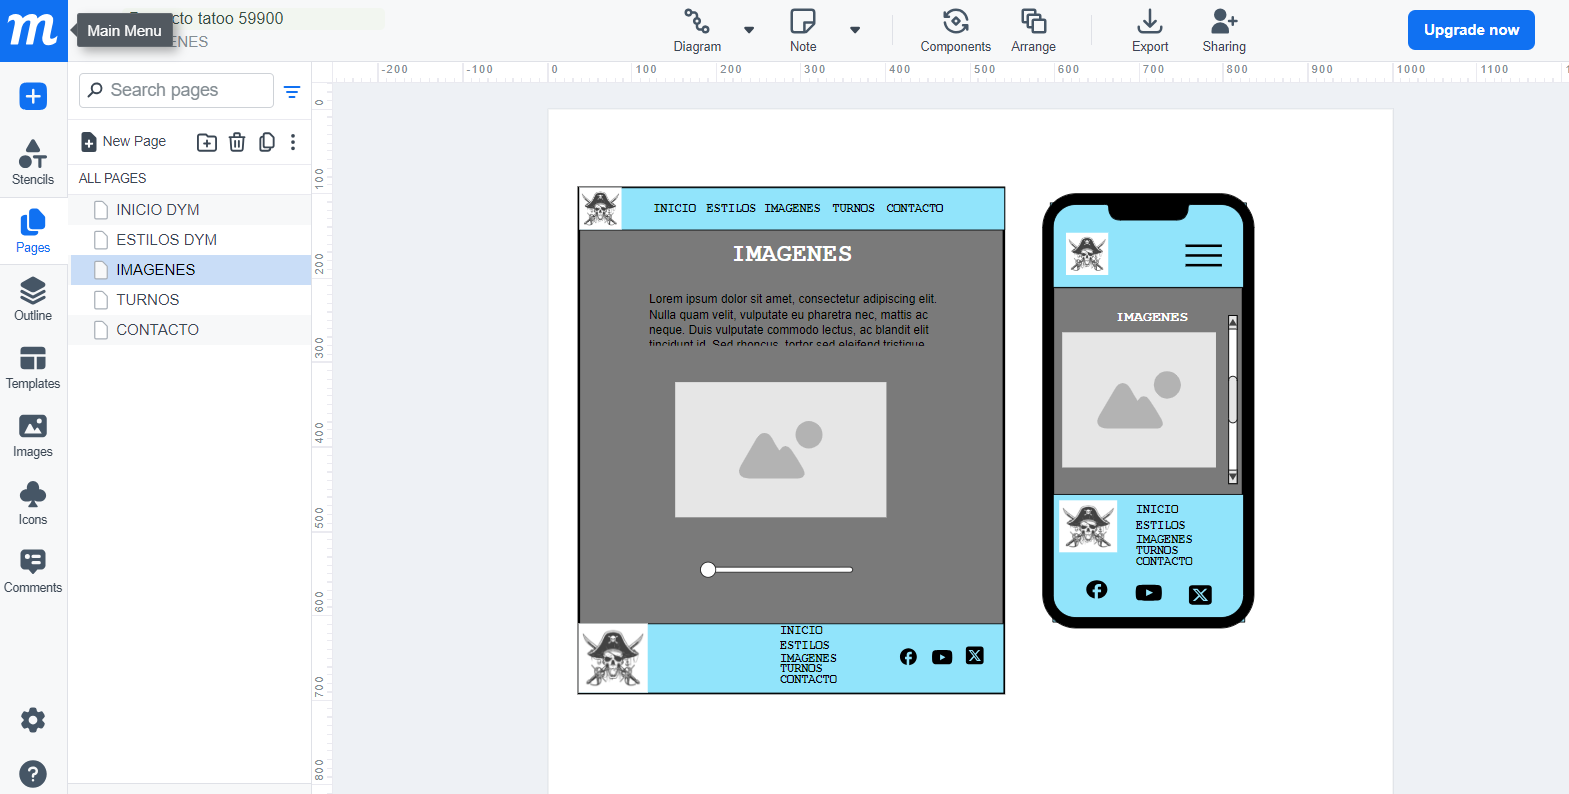 m
Main Menu
cto tatoo 59900
ENES
Diagram
Note
Components
Arrange
Export
Sharing
Upgrade now
Search pages
New Page
ALL PAGES
INICIO DYM
ESTILOS DYM
IMAGENES
TURNOS
CONTACTO
Stencils
Pages
Outline
Templates
Images
Icons
Comments
?
-200 -100 0 100 200 300 400 500 600 700 800 900 1000 1100
0
100
200
300
400
500
600
700
800
INICIO ESTILOS IMAGENES TURNOS CONTACTO
IMAGENES
Lorem ipsum dolor sit amet, consectetur adipiscing elit.
Nulla quam velit, vulputate eu pharetra nec, mattis ac
neque. Duis vulputate commodo lectus, ac blandit elit
tincidunt id. Sed rhoncus, tortor sed eleifend tristique,
INICIO
ESTILOS
IMAGENES
TURNOS
CONTACTO
IMAGENES
INICIO
ESTILOS
IMAGENES
TURNOS
CONTACTO